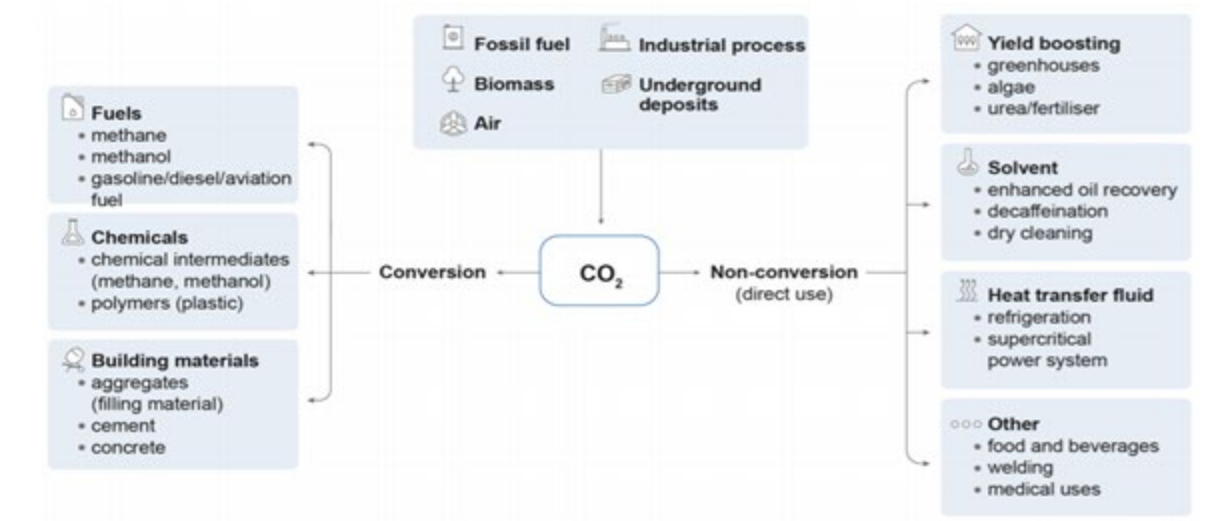 Fossil fuel
Industrial process
Biomass
Underground
deposits
Air
Fuels
• methane
• methanol
• gasoline/diesel/aviation
fuel
Chemicals
• chemical intermediates
(methane, methanol)
• polymers (plastic)
Building materials
• aggregates
(filling material)
• cement
• concrete
Conversion
CO₂
Non-conversion
(direct use)
Yield boosting
• greenhouses
• algae
• urea/fertiliser
Solvent
• enhanced oil recovery
• decaffeination
• dry cleaning
Heat transfer fluid
• refrigeration
• supercritical
power system
Other
• food and beverages
• welding
• medical uses